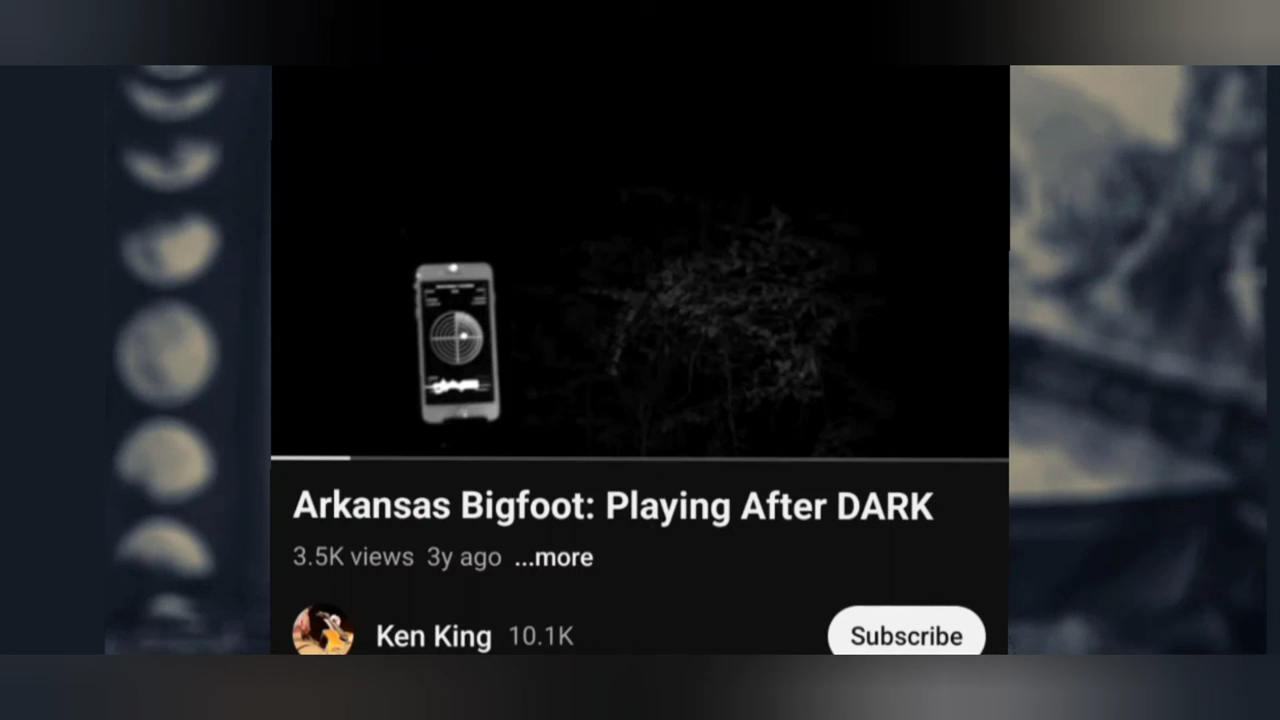 Arkansas Bigfoot: Playing After DARK
3.5K views 3y ago ...more
Ken King 10.1K
Subscribe